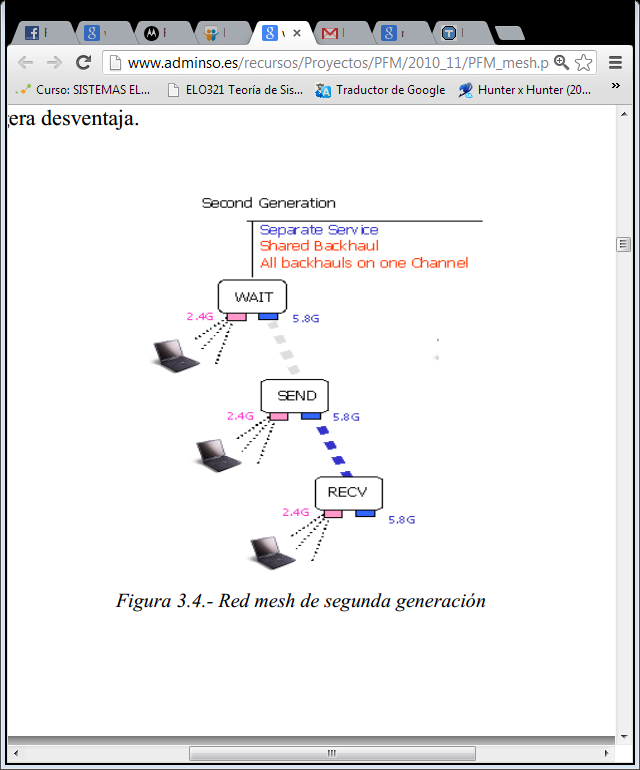 www.adminso.es/recursos/Proyectos/PFM/2010_11/PFM_mesh.p
Curso: SISTEMAS EL... ELO321 Teoría de Sis... Traductor de Google Hunter x Hunter (20... »
gera desventaja.
Second Generation
Separate Service
Shared Backhaul
All backhauls on one Channel
WAIT
2.4G 5.8G
SEND
2.4G 5.8G
RECV
2.4G 5.8G
Figura 3.4.- Red mesh de segunda generación